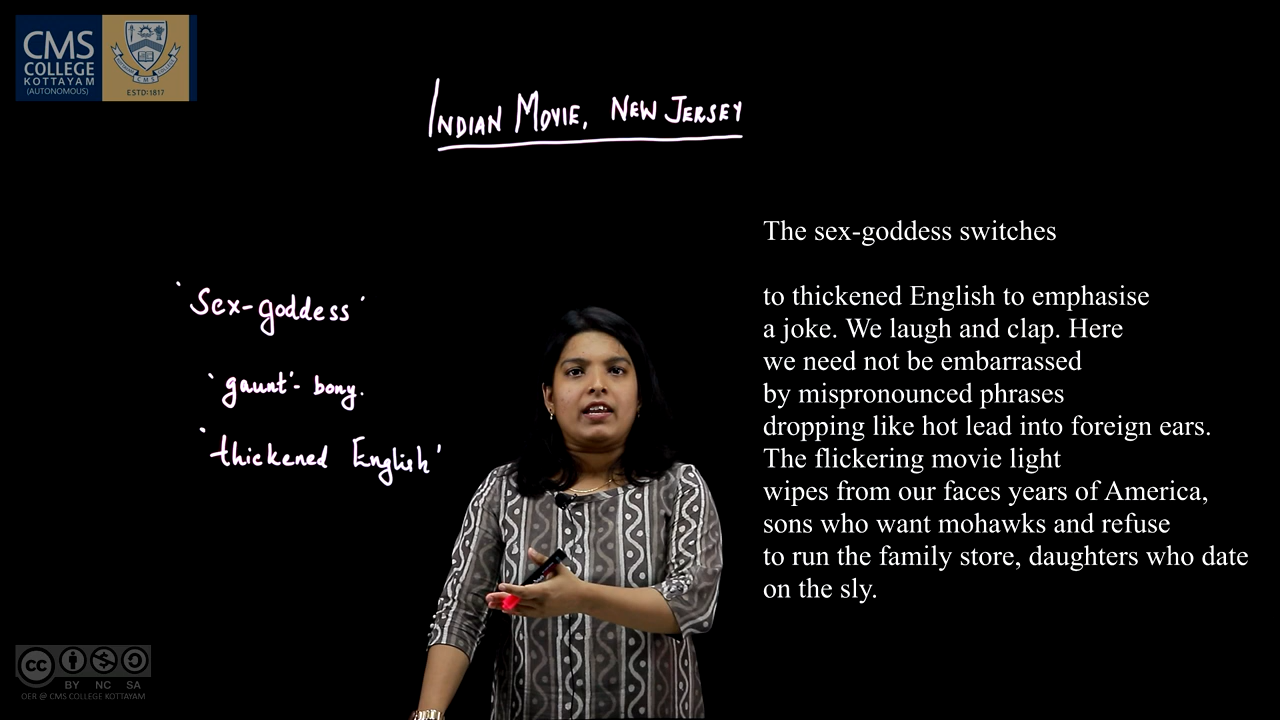 CMS
COLLEGE
KOTTAYAM
(AUTONOMOUS)
ESTD:1817
INDIAN MOVIE, NEW JERSEY
'Sex-goddess'
'gaunt'- bony.
'thickened English'
The sex-goddess switches
to thickened English to emphasise
a joke. We laugh and clap. Here
we need not be embarrassed
by mispronounced phrases
dropping like hot lead into foreign ears.
The flickering movie light
wipes from our faces years of America,
sons who want mohawks and refuse
to run the family store, daughters who date
on the sly.
cc
BY NC SA
OER @ CMS COLLEGE KOTTAYAM